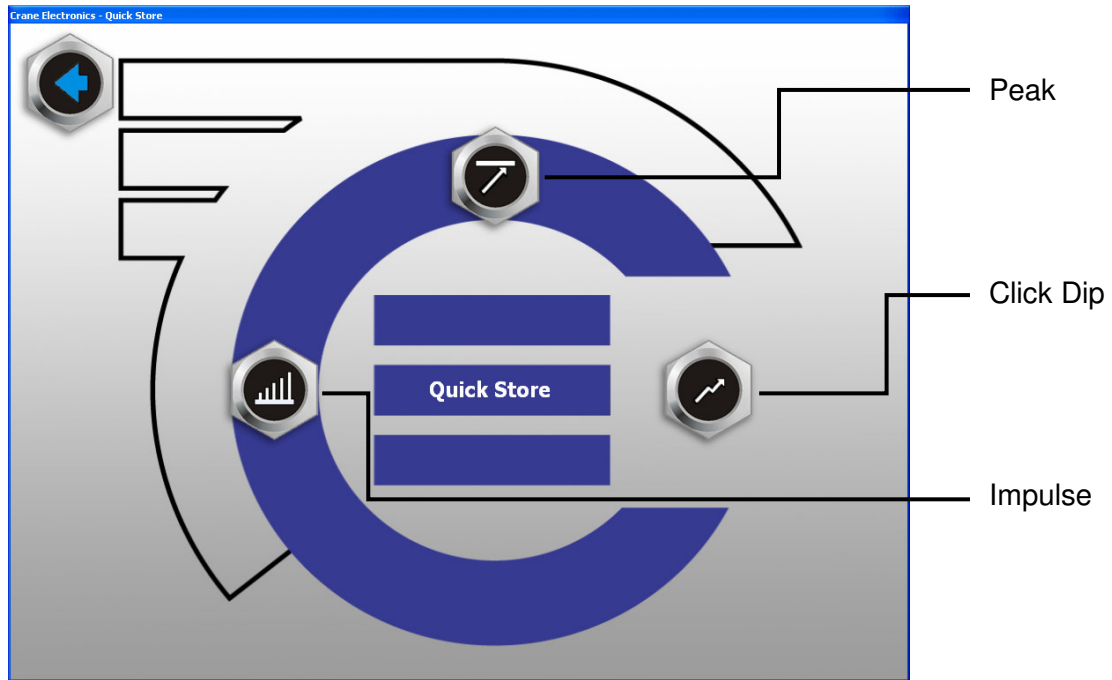 Crane Electronics - Quick Store
Peak
Click Dip
Quick Store
Impulse